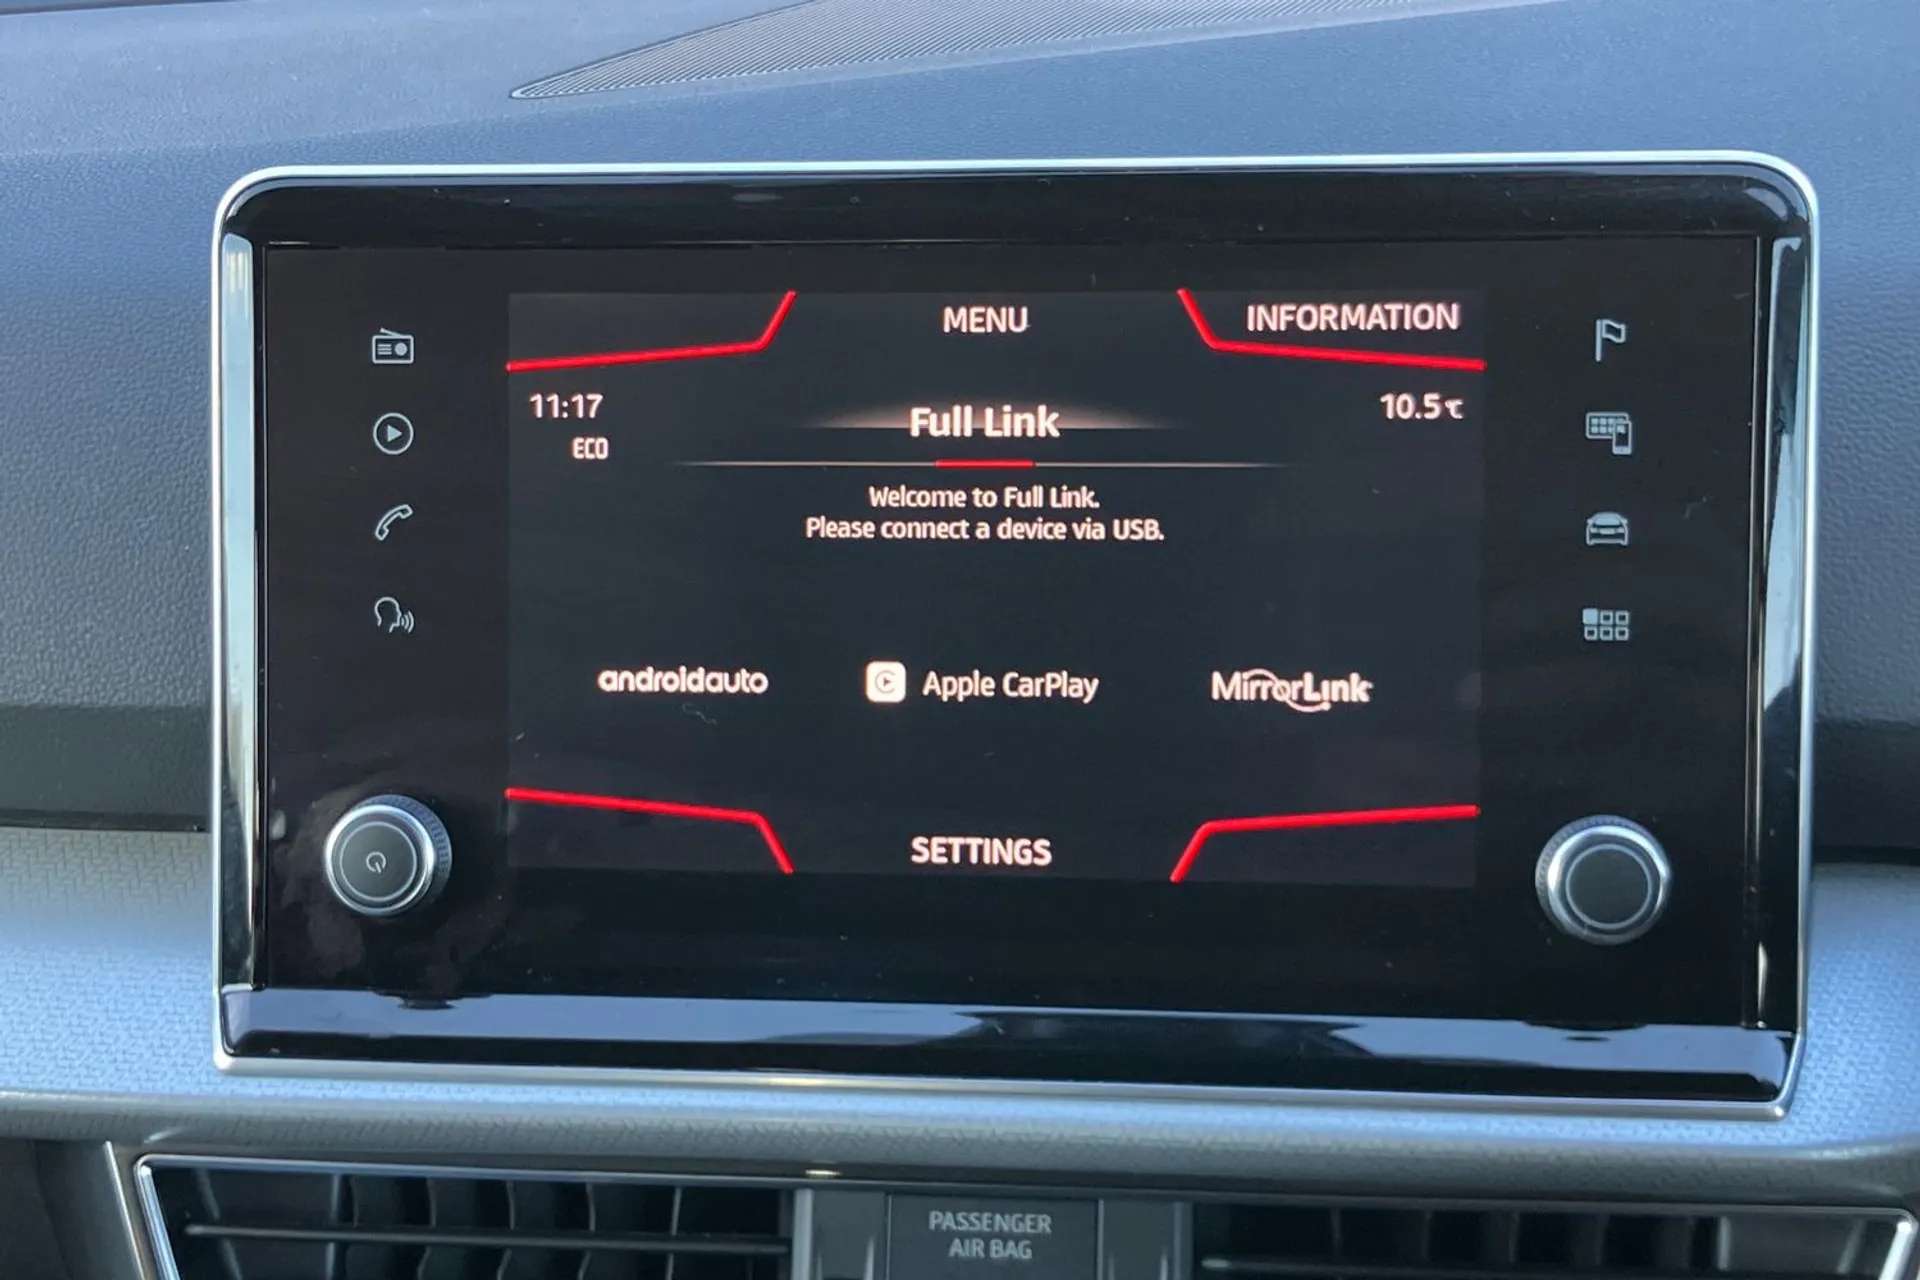 MENU
INFORMATION
11:17
Full Link
10.5℃
ECO
Welcome to Full Link.
Please connect a device via USB.
androidauto
Apple CarPlay
MirrorLink
SETTINGS
PASSENGER
AIR BAG